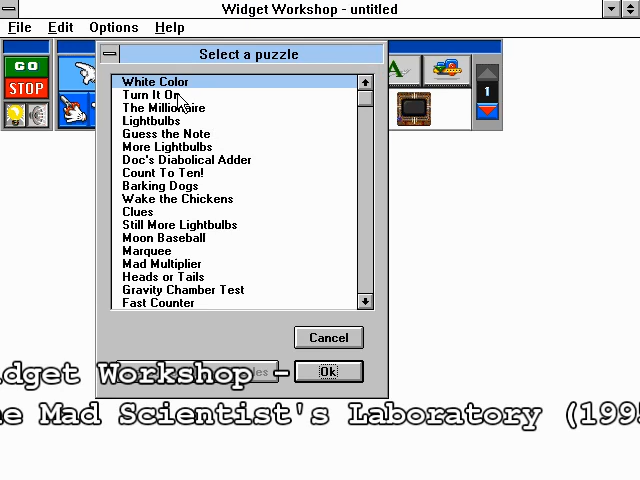 Widget Workshop - untitled
File Edit Options Help
Select a puzzle
GO
STOP
A
1
White Color
Turn It On
The Millionaire
Lightbulbs
Guess the Note
More Lightbulbs
Doc's Diabolical Adder
Count To Ten!
Barking Dogs
Wake the Chickens
Clues
Still More Lightbulbs
Moon Baseball
Marquee
Mad Multiplier
Heads or Tails
Gravity Chamber Test
Fast Counter
Cancel
Ok
idget Workshop -
e Mad Scientist's Laboratory (1995